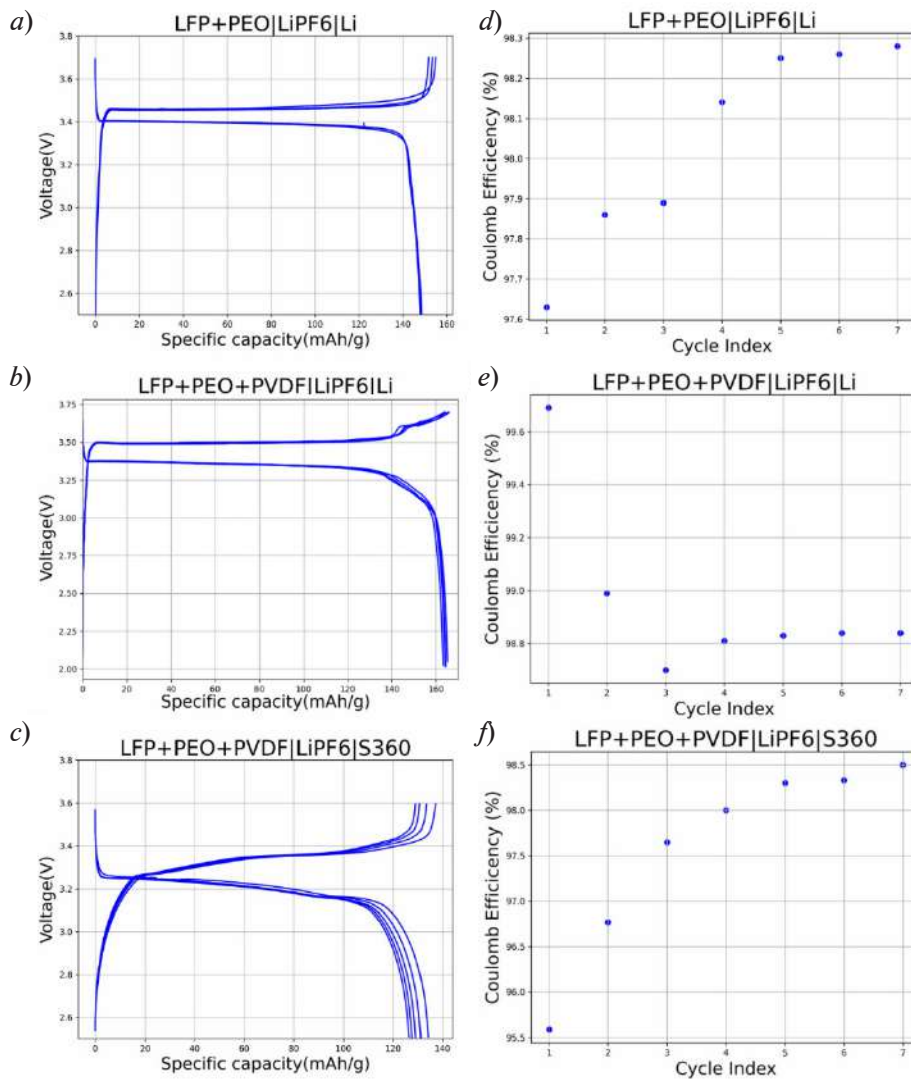 a)
LFP+PEO|LiPF6|Li
Voltage(V)
3.8
3.6
3.4
3.2
3.0
2.8
2.6
0 20 40 60 80 100 120 140 160
Specific capacity(mAh/g)
d)
LFP+PEO|LiPF6|Li
Coulomb Efficicency (%)
98.3
98.2
98.1
98.0
97.9
97.8
97.7
97.6
1 2 3 4 5 6 7
Cycle Index
b)
LFP+PEO+PVDF|LiPF6|Li
Voltage(V)
3.75
3.50
3.25
3.00
2.75
2.50
2.25
2.00
0 20 40 60 80 100 120 140 160
Specific capacity(mAh/g)
e)
LFP+PEO+PVDF|LiPF6|Li
Coulomb Efficicency (%)
99.6
99.4
99.2
99.0
98.8
1 2 3 4 5 6 7
Cycle Index
c)
LFP+PEO+PVDF|LiPF6|S360
Voltage(V)
3.8
3.6
3.4
3.2
3.0
2.8
2.6
0 20 40 60 80 100 120 140
Specific capacity(mAh/g)
f)
LFP+PEO+PVDF|LiPF6|S360
Coulomb Efficicency (%)
98.5
98.0
97.5
97.0
96.5
96.0
95.5
1 2 3 4 5 6 7
Cycle Index